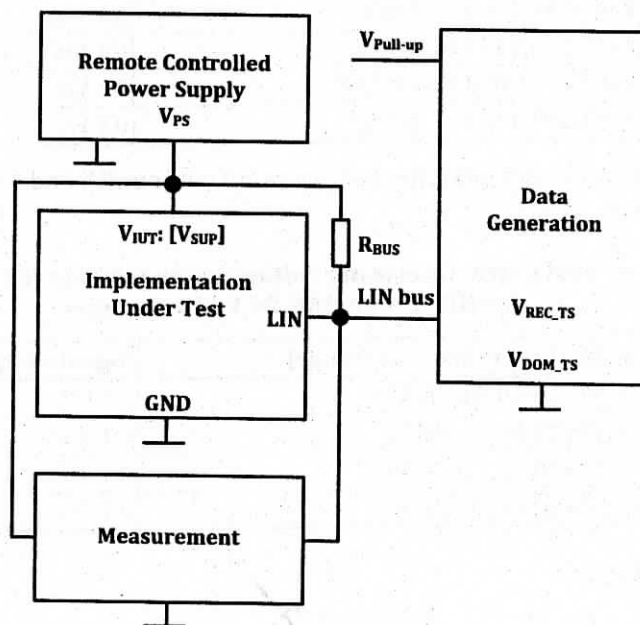 Remote Controlled
Power Supply
VPS
VPull-up
Data
Generation
VIUT: [VSUP]
Implementation
Under Test
RBUS
LIN bus
LIN
VREC_TS
VDOM_TS
GND
Measurement